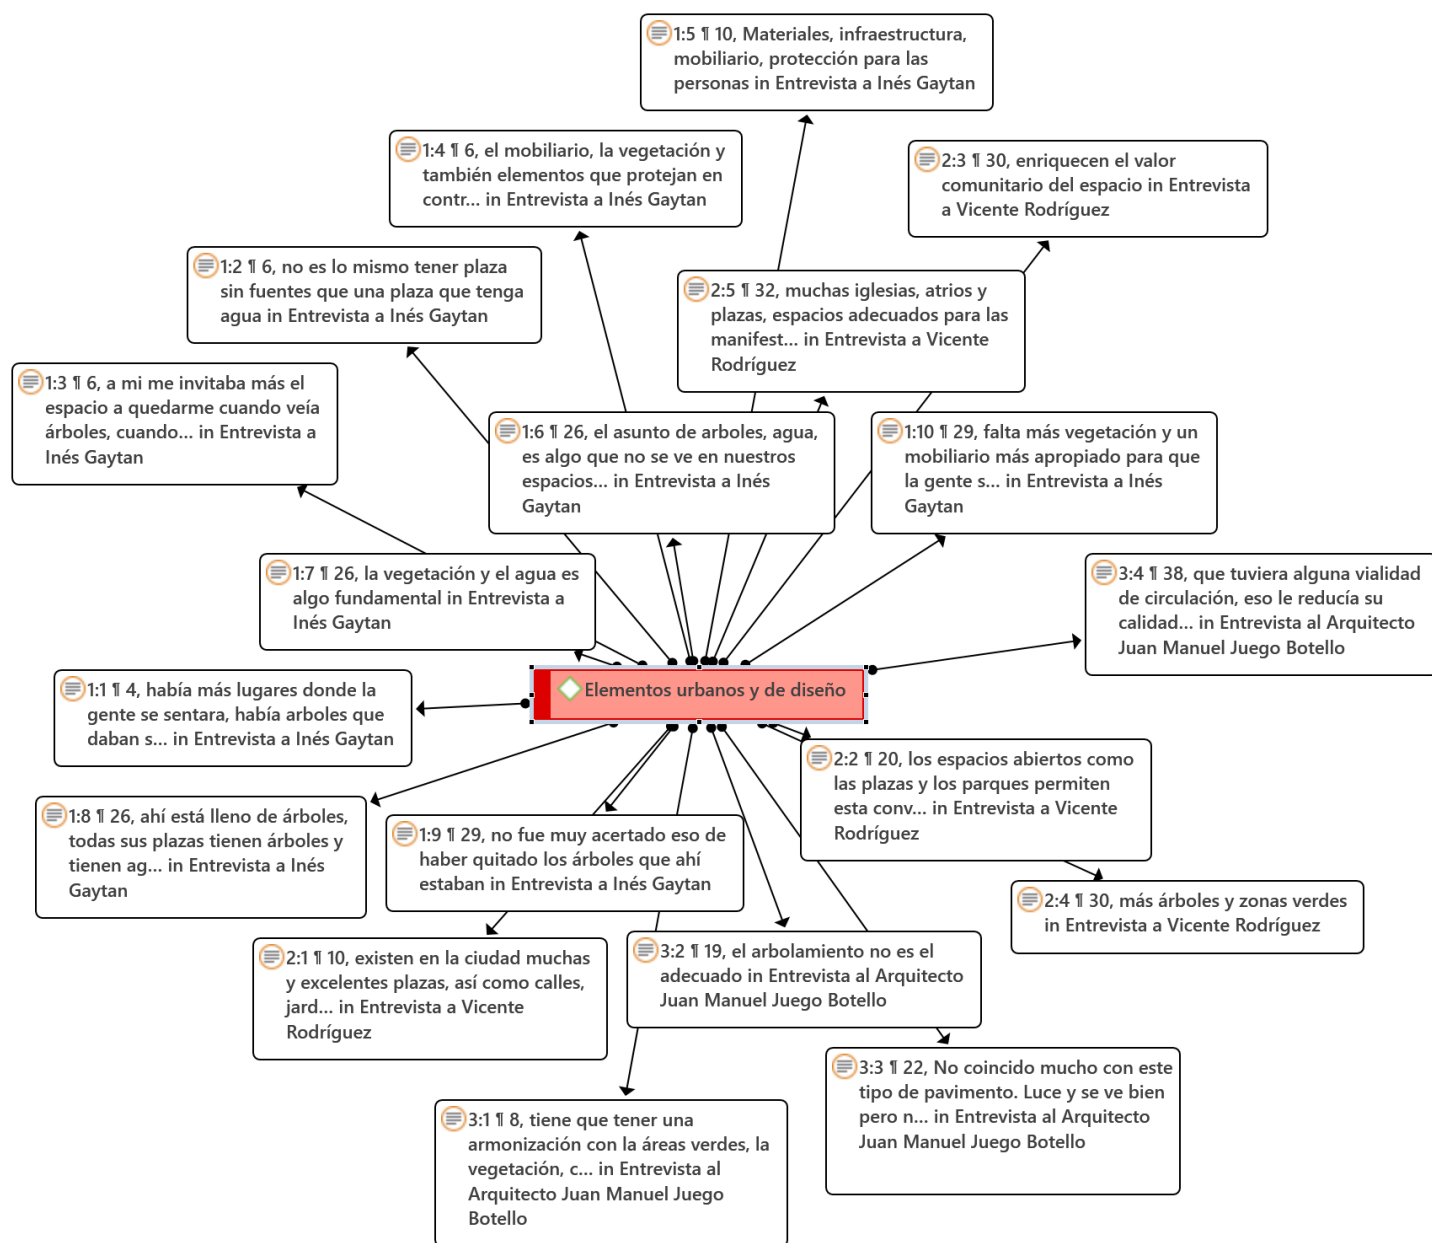 1:5 ¶ 10, Materiales, infraestructura,
mobiliario, protección para las
personas in Entrevista a Inés Gaytan
1:4 ¶ 6, el mobiliario, la vegetación y
también elementos que protejan en
contr... in Entrevista a Inés Gaytan
2:3 ¶ 30, enriquecen el valor
comunitario del espacio in Entrevista
a Vicente Rodríguez
1:2 ¶ 6, no es lo mismo tener plaza
sin fuentes que una plaza que tenga
agua in Entrevista a Inés Gaytan
2:5 ¶ 32, muchas iglesias, atrios y
plazas, espacios adecuados para las
manifest... in Entrevista a Vicente
Rodríguez
1:3 ¶ 6, a mi me invitaba más el
espacio a quedarme cuando veía
árboles, cuando... in Entrevista a
Inés Gaytan
1:6 ¶ 26, el asunto de arboles, agua,
es algo que no se ve en nuestros
espacios... in Entrevista a Inés
Gaytan
1:10 ¶ 29, falta más vegetación y un
mobiliario más apropiado para que
la gente s... in Entrevista a Inés
Gaytan
1:7 ¶ 26, la vegetación y el agua es
algo fundamental in Entrevista a
Inés Gaytan
3:4 ¶ 38, que tuviera alguna vialidad
de circulación, eso le reducía su
calidad... in Entrevista al Arquitecto
Juan Manuel Juego Botello
1:1 ¶ 4, había más lugares donde la
gente se sentara, había arboles que
daban s... in Entrevista a Inés Gaytan
Elementos urbanos y de diseño
2:2 ¶ 20, los espacios abiertos como
las plazas y los parques permiten
esta conv... in Entrevista a Vicente
Rodríguez
1:8 ¶ 26, ahí está lleno de árboles,
todas sus plazas tienen árboles y
tienen ag... in Entrevista a Inés
Gaytan
1:9 ¶ 29, no fue muy acertado eso de
haber quitado los árboles que ahí
estaban in Entrevista a Inés Gaytan
2:4 ¶ 30, más árboles y zonas verdes
in Entrevista a Vicente Rodríguez
2:1 ¶ 10, existen en la ciudad muchas
y excelentes plazas, así como calles,
jard... in Entrevista a Vicente
Rodríguez
3:2 ¶ 19, el arbolamiento no es el
adecuado in Entrevista al Arquitecto
Juan Manuel Juego Botello
3:3 ¶ 22, No coincido mucho con este
tipo de pavimento. Luce y se ve bien
pero n... in Entrevista al Arquitecto
Juan Manuel Juego Botello
3:1 ¶ 8, tiene que tener una
armonización con la áreas verdes, la
vegetación, c... in Entrevista al
Arquitecto Juan Manuel Juego
Botello